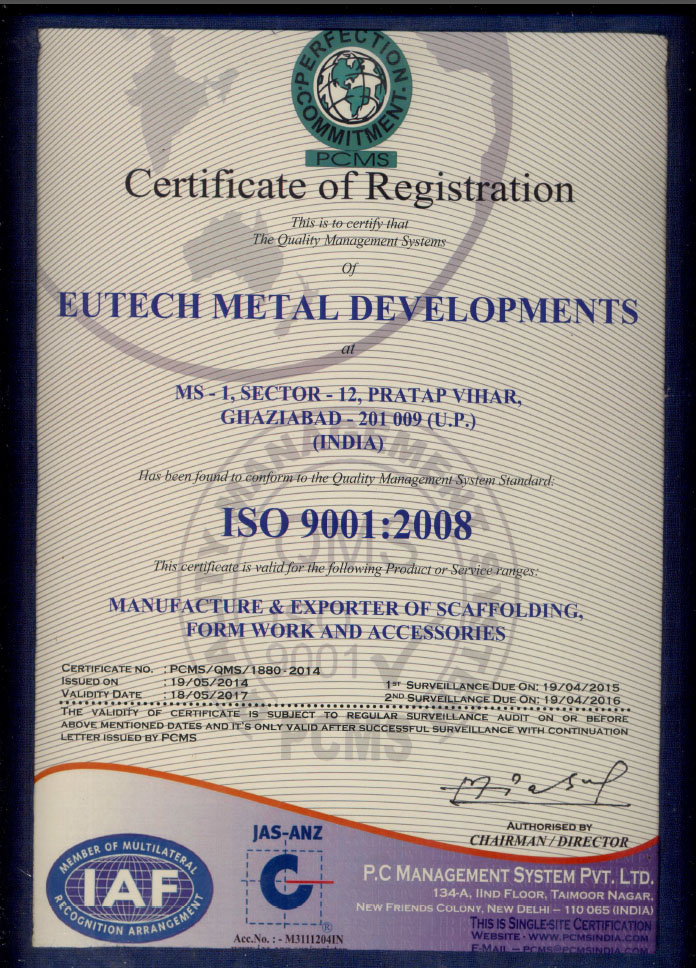 PERFECTION
COMMITMENT
PCMS
Certificate of Registration
This is to certify that
The Quality Management Systems
Of
EUTECH METAL DEVELOPMENTS
at
MS - 1, SECTOR - 12, PRATAP VIHAR,
GHAZIABAD - 201 009 (U.P.)
(INDIA)
Has been found to conform to the Quality Management System Standard:
ISO 9001:2008
This certificate is valid for the following Product or Service ranges:
MANUFACTURE & EXPORTER OF SCAFFOLDING,
FORM WORK AND ACCESSORIES
QMS
9001
PCMS
CERTIFICATE NO. : PCMS/QMS/1880-2014
ISSUED ON : 19/05/2014
VALIDITY DATE : 18/05/2017
1ST SURVEILLANCE DUE ON: 19/04/2015
2ND SURVEILLANCE DUE ON: 19/04/2016
THE VALIDITY OF CERTIFICATE IS SUBJECT TO REGULAR SURVEILLANCE AUDIT ON OR BEFORE
ABOVE MENTIONED DATES AND IT'S ONLY VALID AFTER SUCCESSFUL SURVEILLANCE WITH CONTINUATION
LETTER ISSUED BY PCMS
AUTHORISED BY
CHAIRMAN / DIRECTOR
MEMBER OF MULTILATERAL
IAF
RECOGNITION ARRANGEMENT
JAS-ANZ
®
Acc.No. : - M3111204IN
P.C MANAGEMENT SYSTEM PVT. LTD.
134-A, IIND FLOOR, TAIMOOR NAGAR,
NEW FRIENDS COLONY, NEW DELHI – 110 065 (INDIA)
THIS IS SINGLE-SITE CERTIFICATION
WEBSITE - WWW.PCMSINDIA.COM
E-MAIL – PCMS@PCMSINDIA.COM